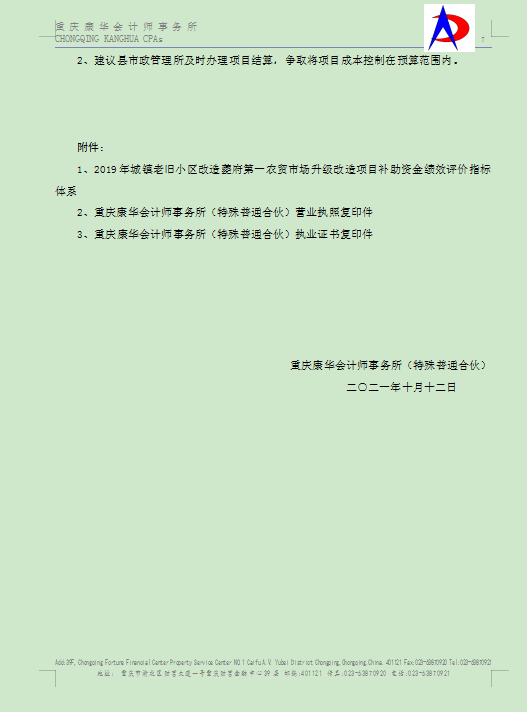 重庆康华会计师事务所
CHONGQING KANGHUA CPAs
7
2、建议县市政管理所及时办理项目结算，争取将项目成本控制在预算范围内。
附件：
1、2019年城镇老旧小区改造夔府第一农贸市场升级改造项目补助资金绩效评价指标
体系
2、重庆康华会计师事务所（特殊普通合伙）营业执照复印件
3、重庆康华会计师事务所（特殊普通合伙）执业证书复印件
重庆康华会计师事务所（特殊普通合伙）
二〇二一年十月十二日
Add:39F, Chongqing Fortune Financial Center Property Service Center NO.1 Caifu A.V. Yubei District Chongqing, Chongqing.China. 401121 Fax:023-63870920 Tel:023-63870921
地址： 重庆市渝北区财富大道一号重庆财富金融中心39层 邮编:401121 传真:023-63870920 电话:023-63870921